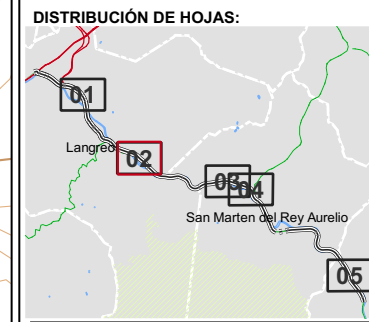 DISTRIBUCIÓN DE HOJAS:
01
Langreo
02
03
04
San Marten del Rey Aurelio
05